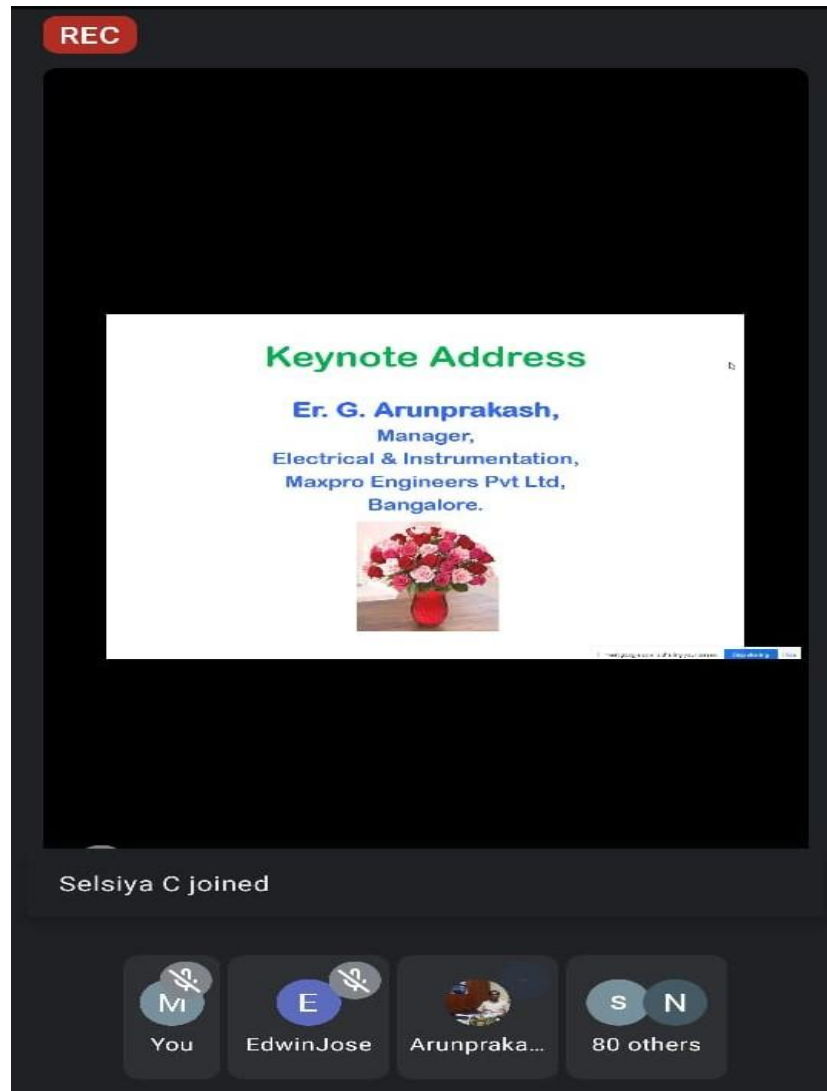 REC
Keynote Address
Er. G. Arunprakash,
Manager,
Electrical & Instrumentation,
Maxpro Engineers Pvt Ltd,
Bangalore.
Selsiya C joined
M
E
S N
You
EdwinJose
Arunpraka...
80 others